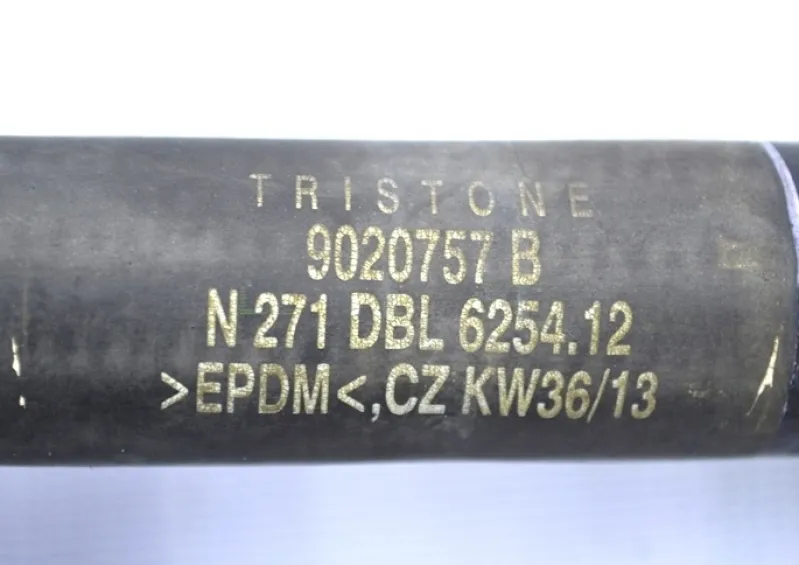 TRISTONE
9020757 B
N 271 DBL 6254.12
>EPDM<,CZ KW36/13